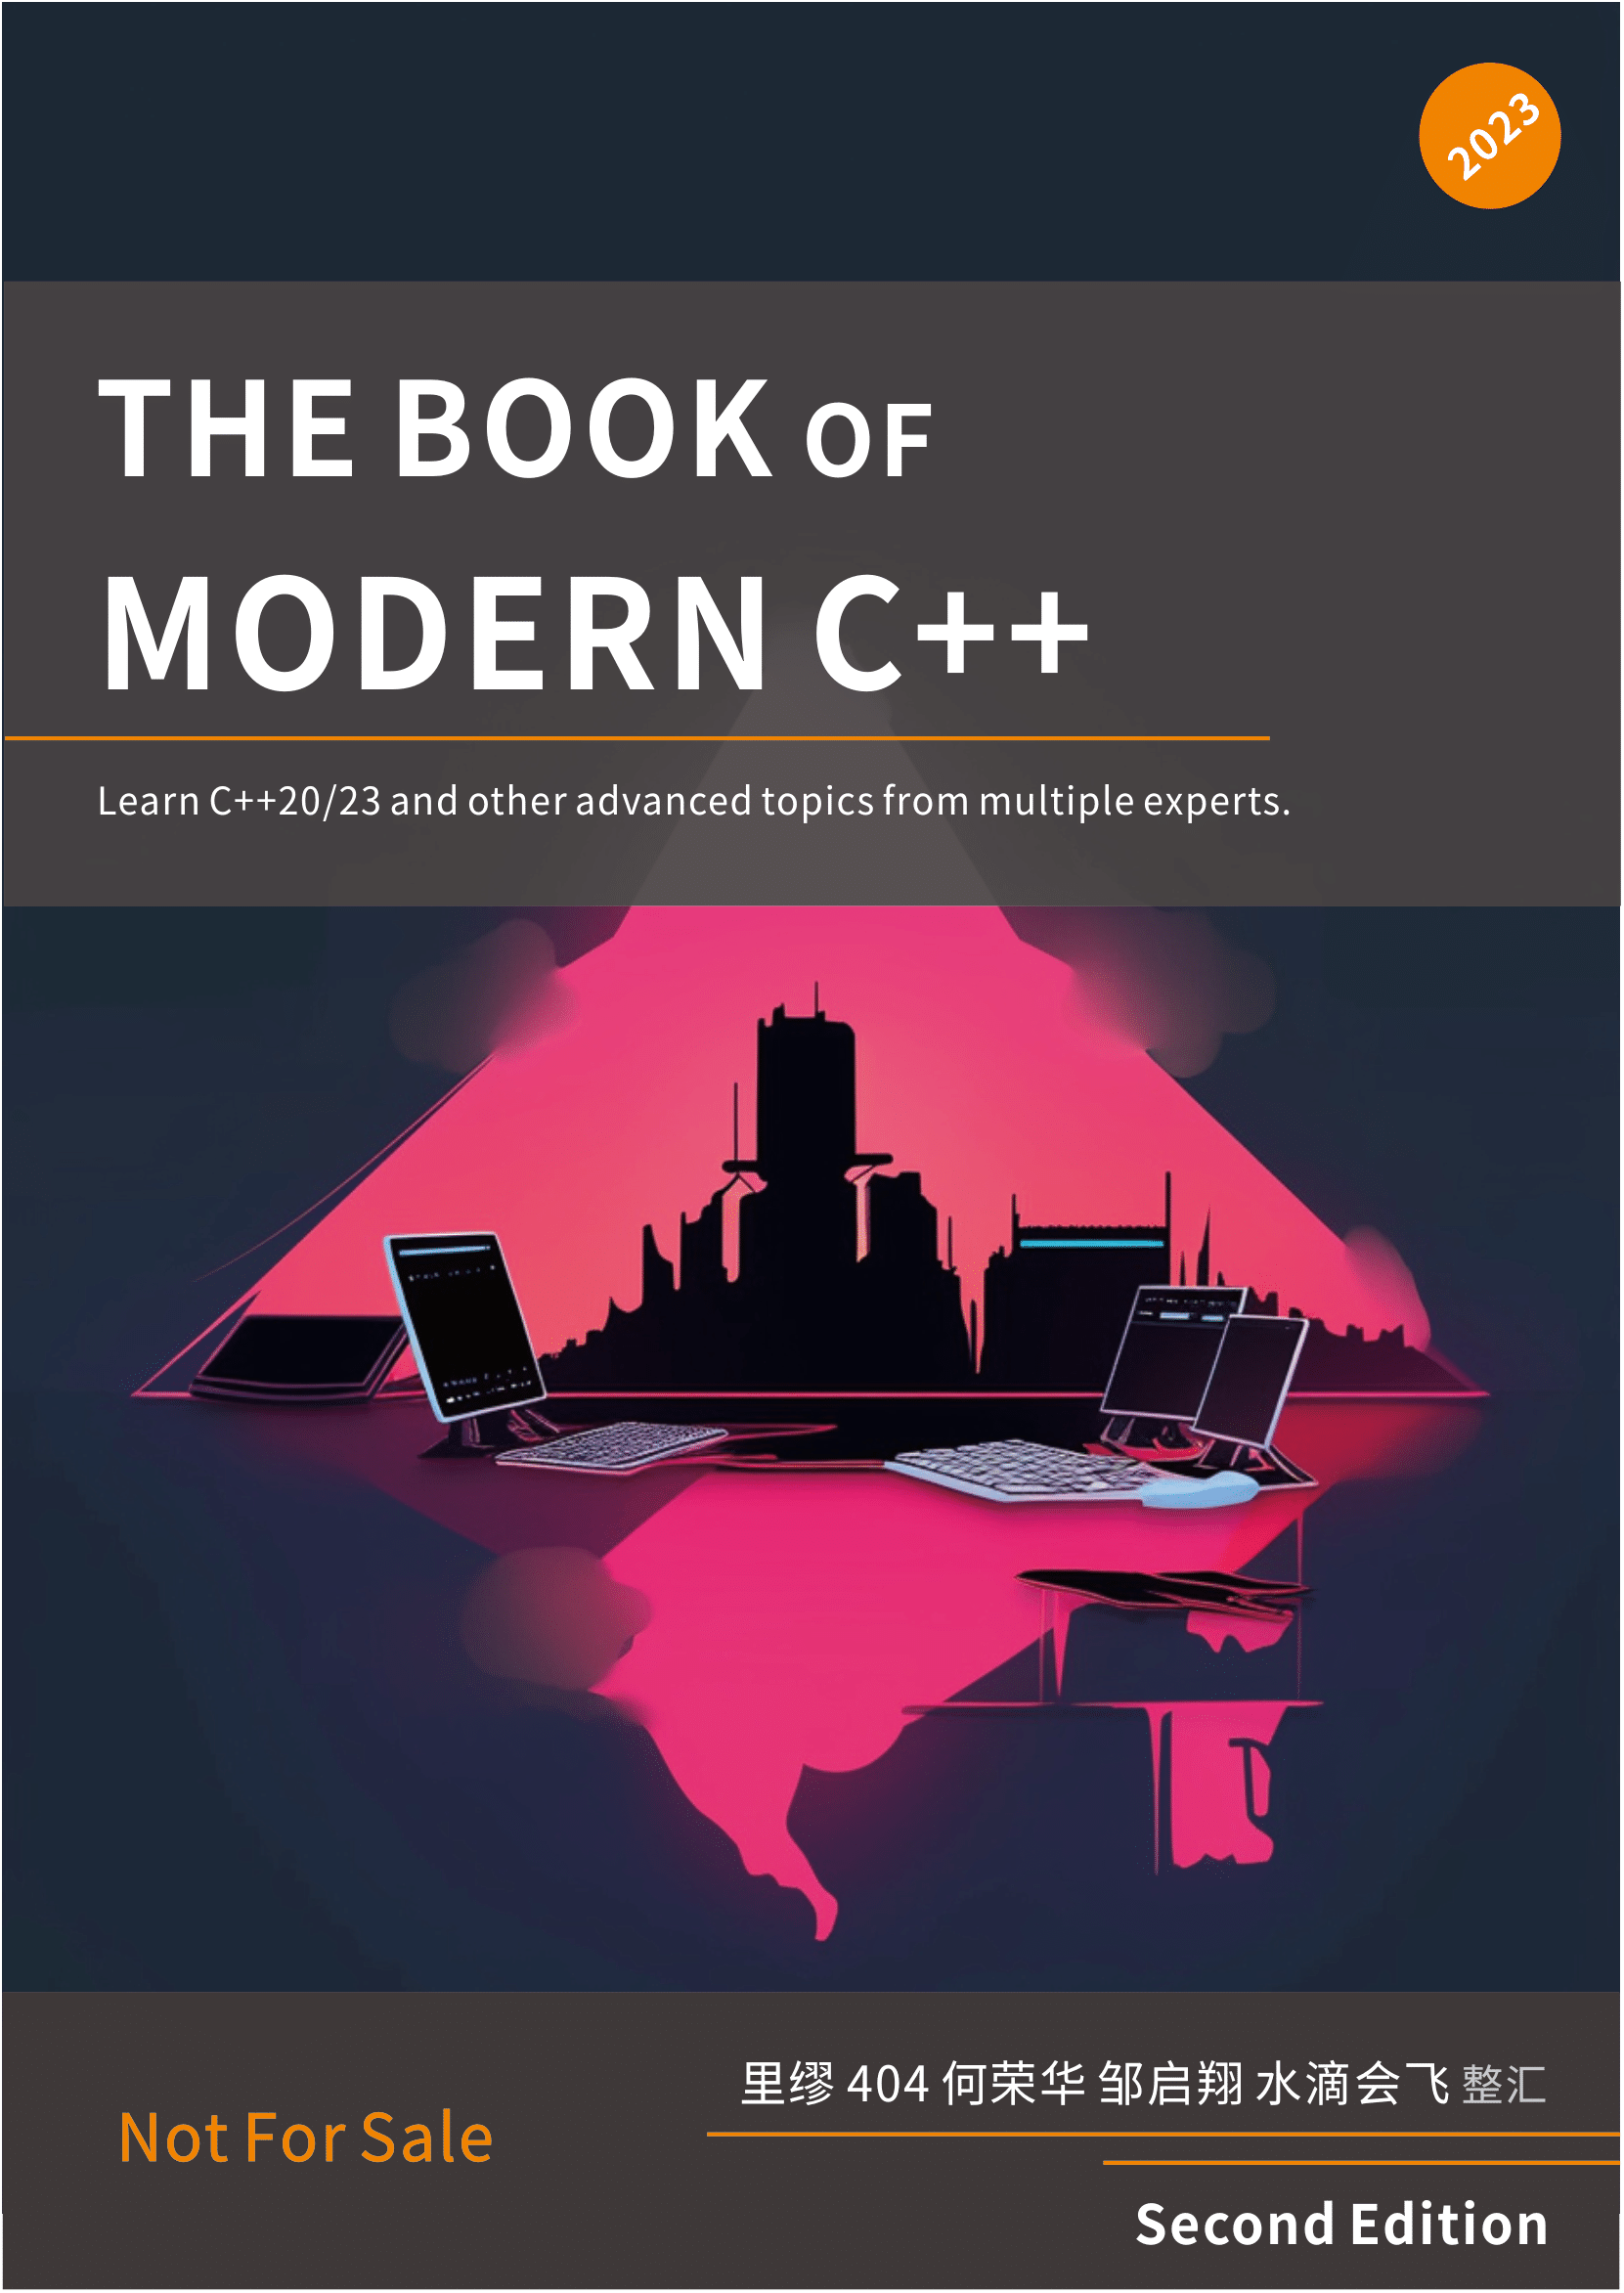 2023
THE BOOK OF
MODERN C++
Learn C++20/23 and other advanced topics from multiple experts.
里缪 404 何荣华 邹启翔 水滴会飞 整汇
Not For Sale
Second Edition